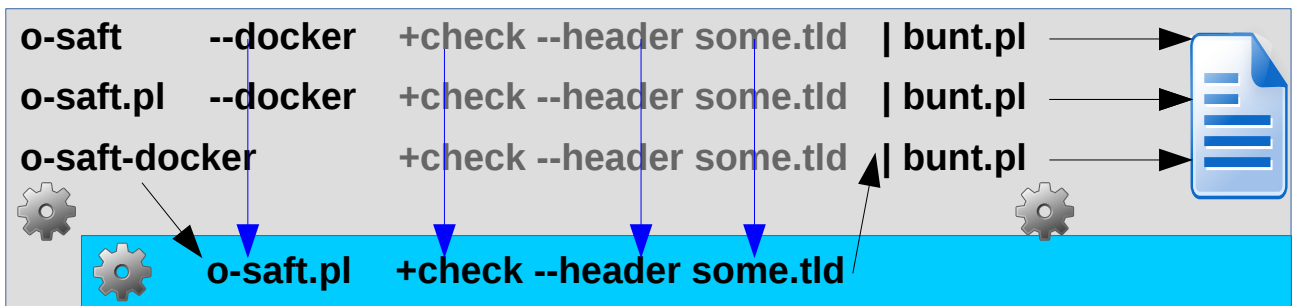 o-saft --docker +check --header some.tld | bunt.pl
o-saft.pl --docker +check --header some.tld | bunt.pl
o-saft-docker +check --header some.tld | bunt.pl
o-saft.pl +check --header some.tld